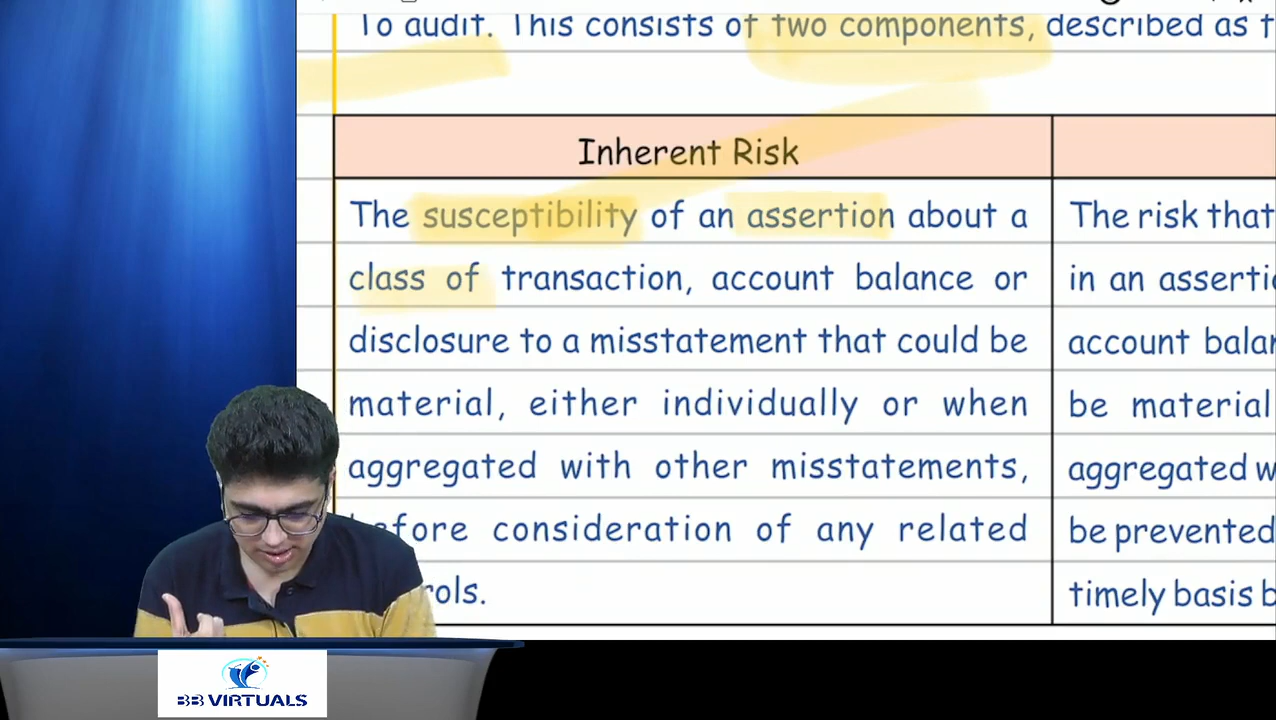 To audit. This consists of two components, described as
Inherent Risk
The susceptibility of an assertion about a
class of transaction, account balance or
disclosure to a misstatement that could be
material, either individually or when
aggregated with other misstatements,
before consideration of any related
rols.
The risk that
in an asserti
account balan
be material
aggregated w
be prevented
timely basis b
BB VIRTUALS